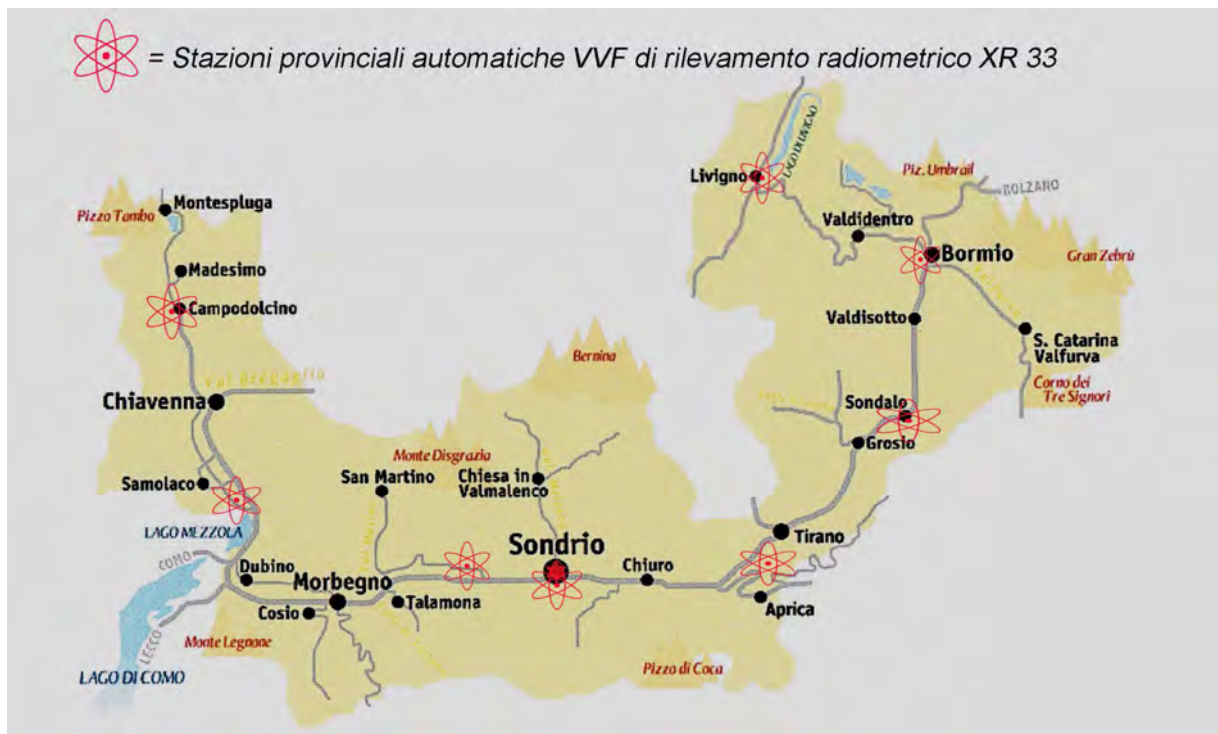 = Stazioni provinciali automatiche VVF di rilevamento radiometrico XR 33
LAGO DI LIVIGNO
Livigno
Piz. Umbrail
BOLZANO
Montespluga
Pizzo Tambo
Valdidentro
Bormio
Gran Zebrù
Madesimo
Campodolcino
Valdisotto
S. Catarina
Valfurva
Bernina
Val Bregaglia
Corno dei
Tre Signori
Chiavenna
Sondalo
Grosio
Monte Disgrazia
San Martino
Chiesa in
Valmalenco
Samolaco
LAGO MEZZOLA
Tirano
Sondrio
COMO
Dubino
Chiuro
Morbegno
Talamona
Cosio
Aprica
Monte Legnone
LECCO
Pizzo di Coca
LAGO DI COMO